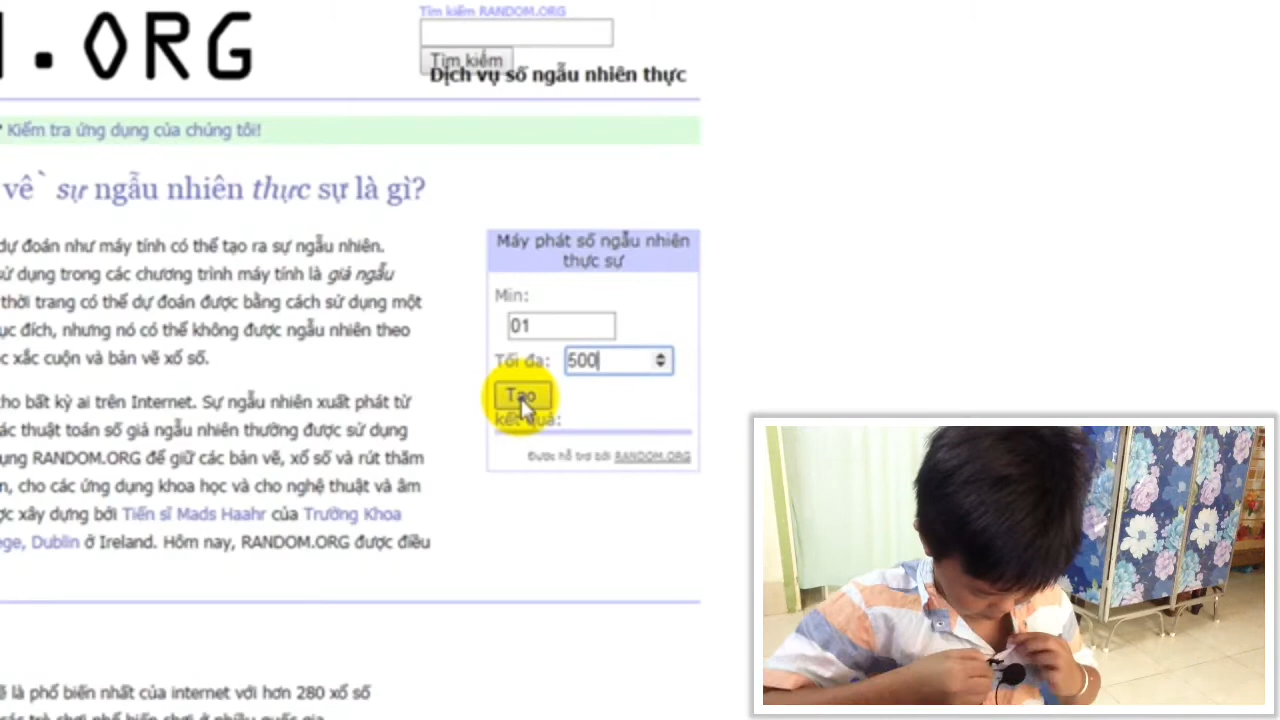 .ORG
Tìm kiếm RANDOM.ORG
Tìm kiếm
Dịch vụ số ngẫu nhiên thực
Kiểm tra ứng dụng của chúng tôi!
về sự ngẫu nhiên thực sự là gì?
dự đoán như máy tính có thể tạo ra sự ngẫu nhiên.
sử dụng trong các chương trình máy tính là giả ngẫu
thời trang có thể dự đoán được bằng cách sử dụng một
đích, nhưng nó có thể không được ngẫu nhiên theo
xắc cuộn và bản vẽ xổ số.
cho bất kỳ ai trên Internet. Sự ngẫu nhiên xuất phát từ
thuật toán số giả ngẫu nhiên thường được sử dụng
RANDOM.ORG để giữ các bản vẽ, xổ số và rút thăm
cho các ứng dụng khoa học và cho nghệ thuật và âm
xây dựng bởi Tiến sĩ Mads Haahr của Trường Khoa
Dublin ở Ireland. Hôm nay, RANDOM.ORG được điều
Máy phát số ngẫu nhiên
thực sự
Min:
01
Tối đa: 500
Tạo
kết quả:
Được hỗ trợ bởi RANDOM.ORG
là phổ biến nhất của internet với hơn 280 xổ số